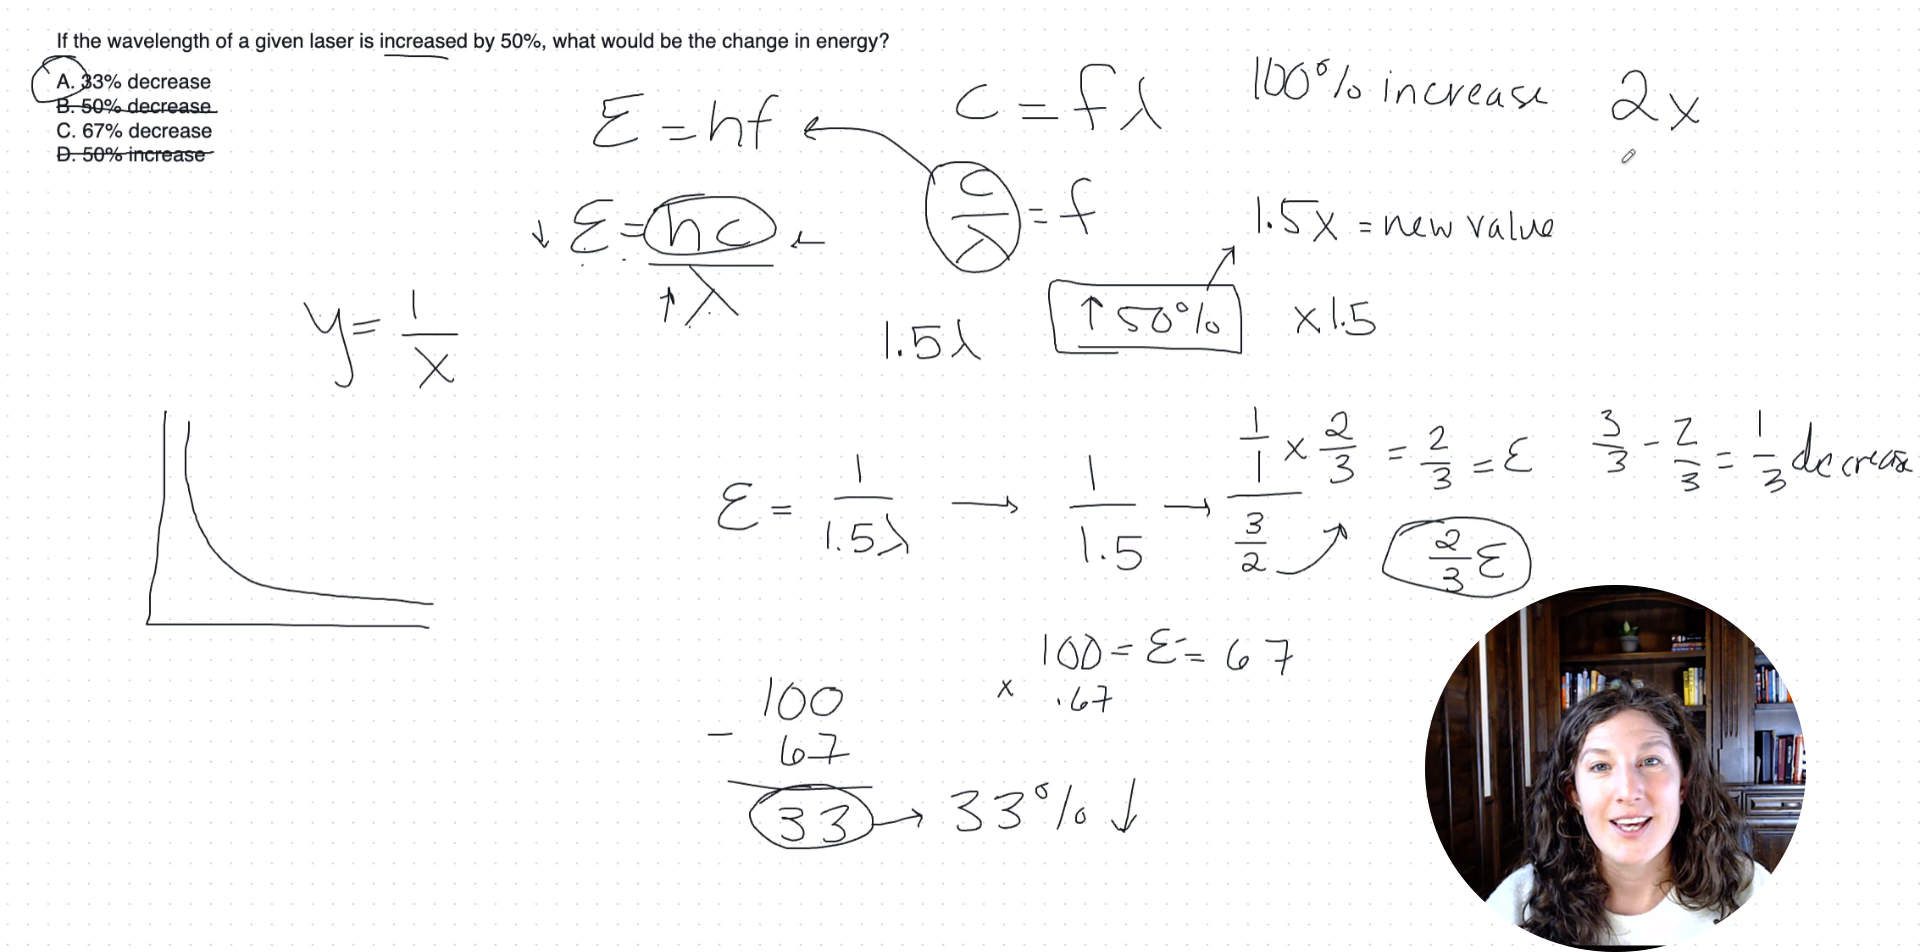 If the wavelength of a given laser is increased by 50%, what would be the change in energy?
A. 33% decrease
B. 50% decrease
C. 67% decrease
D. 50% increase
E = hf
c = fλ
100% increase
2x
↓ E = hc / ↑ λ
c/λ = f
1.5x = new value
y = 1/x
1.5λ
↑ 50%
x1.5
E = 1/1.5λ → 1/1.5 → 1/1 / 3/2
1/1 x 2/3 = 2/3 = E
3/3 - 2/3 = 1/3 decrease
2/3 E
100 = E = 67
x .67
100
- 67
33 → 33% ↓